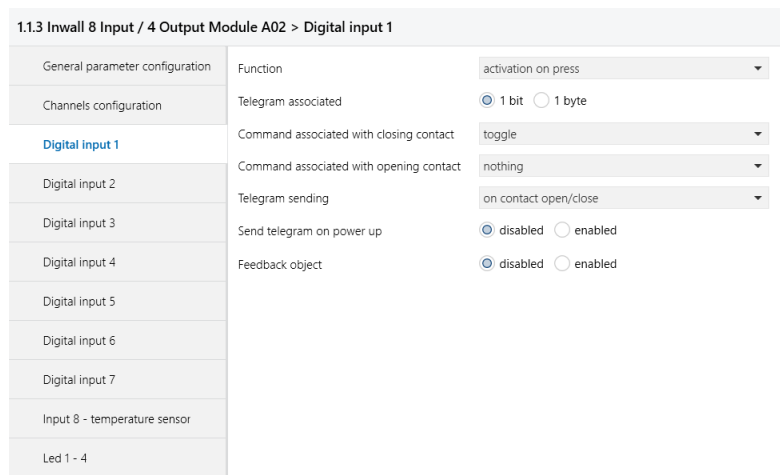 1.1.3 Inwall 8 Input / 4 Output Module A02 > Digital input 1
General parameter configuration
Channels configuration
Digital input 1
Digital input 2
Digital input 3
Digital input 4
Digital input 5
Digital input 6
Digital input 7
Input 8 - temperature sensor
Led 1 - 4
Function activation on press
Telegram associated 1 bit 1 byte
Command associated with closing contact toggle
Command associated with opening contact nothing
Telegram sending on contact open/close
Send telegram on power up disabled enabled
Feedback object disabled enabled